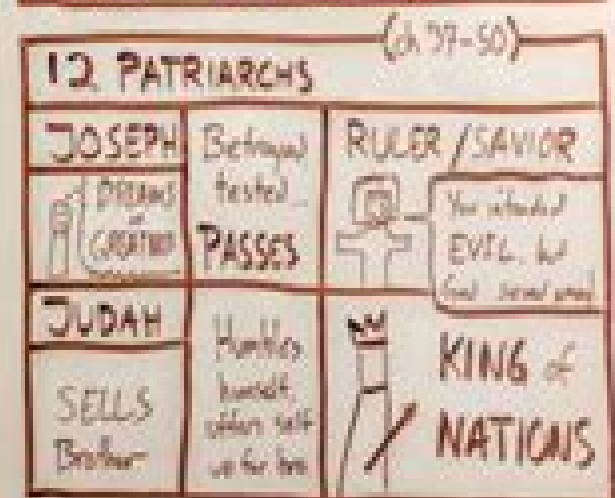 (ch 37-50)
12 PATRIARCHS
JOSEPH
DREAMS
of
Betrayed
tested...
PASSES
RULER / SAVIOR
You intended
EVIL, but
God
JUDAH
SELLS
Brother
Humbles
himself,
offers self
up for bro
KING of
NATIONS